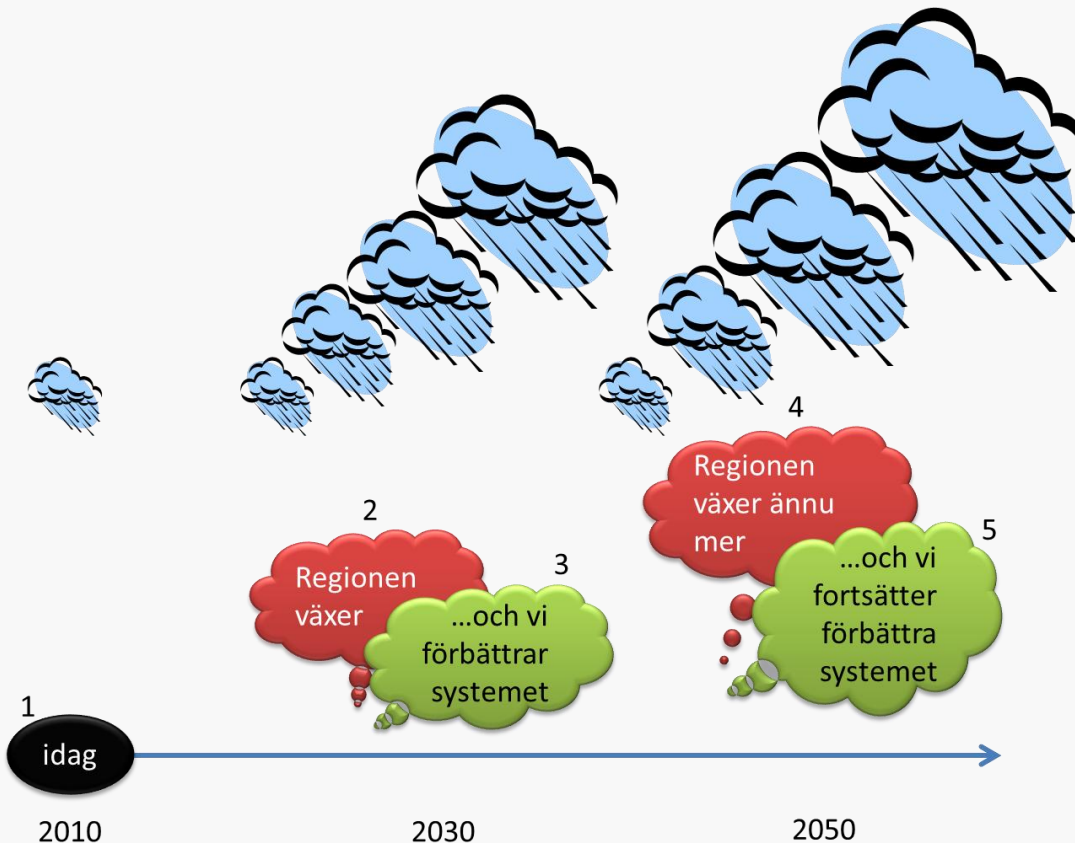 4
Regionen
växer ännu
mer
5
...och vi
fortsätter
förbättra
systemet
2
Regionen
växer
3
...och vi
förbättrar
systemet
1
idag
2010
2030
2050